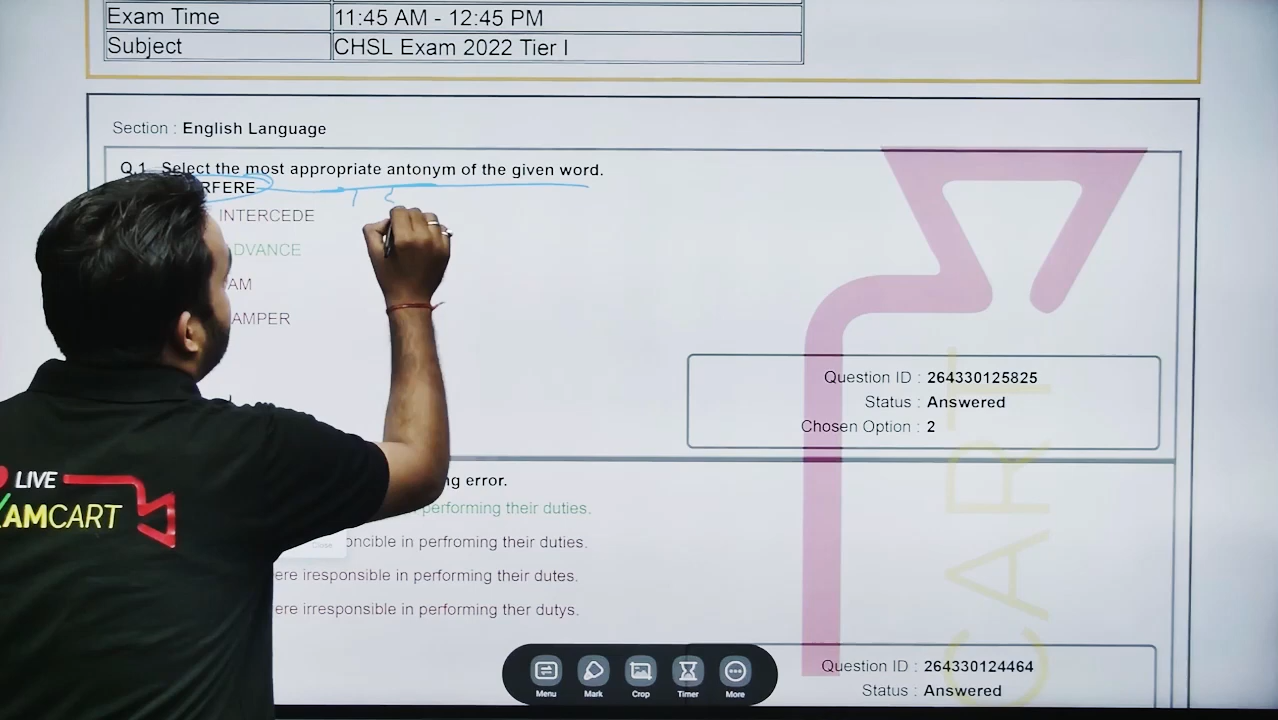 Exam Time 11:45 AM - 12:45 PM
Subject CHSL Exam 2022 Tier I
Section : English Language
Q.1 Select the most appropriate antonym of the given word.
RFERE
INTERCEDE
DVANCE
AM
AMPER
Question ID : 264330125825
Status : Answered
Chosen Option : 2
ng error.
performing their duties.
oncible in perfroming their duties.
ere iresponsible in performing their dutes.
ere irresponsible in performing ther dutys.
Question ID : 264330124464
Status : Answered
Menu Mark Crop Timer More
Close
CART
LIVE
AMCART